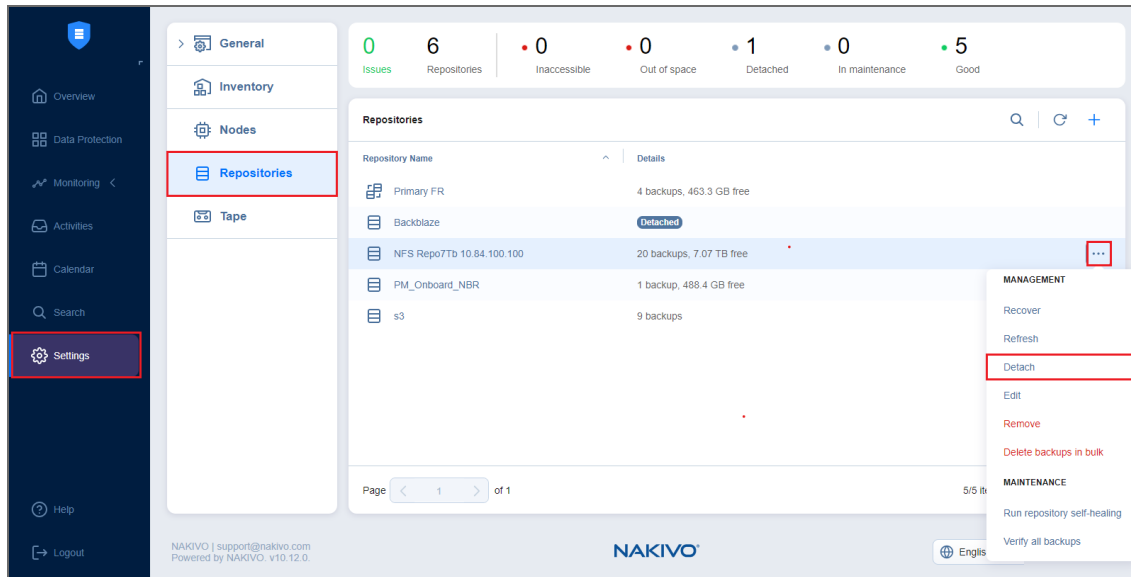 Overview
Data Protection
Monitoring
Activities
Calendar
Search
Settings
Help
Logout
General
Inventory
Nodes
Repositories
Tape
0 6 0 0 1 0 5
Issues Repositories Inaccessible Out of space Detached In maintenance Good
Repositories
Repository Name Details
Primary FR 4 backups, 463.3 GB free
Backblaze Detached
NFS Repo7Tb 10.84.100.100 20 backups, 7.07 TB free
PM_Onboard_NBR 1 backup, 488.4 GB free
s3 9 backups
MANAGEMENT
Recover
Refresh
Detach
Edit
Remove
Delete backups in bulk
MAINTENANCE
Run repository self-healing
Verify all backups
Page 1 of 1 5/5
NAKIVO | support@nakivo.com
Powered by NAKIVO. v10.12.0.
NAKIVO
Englis